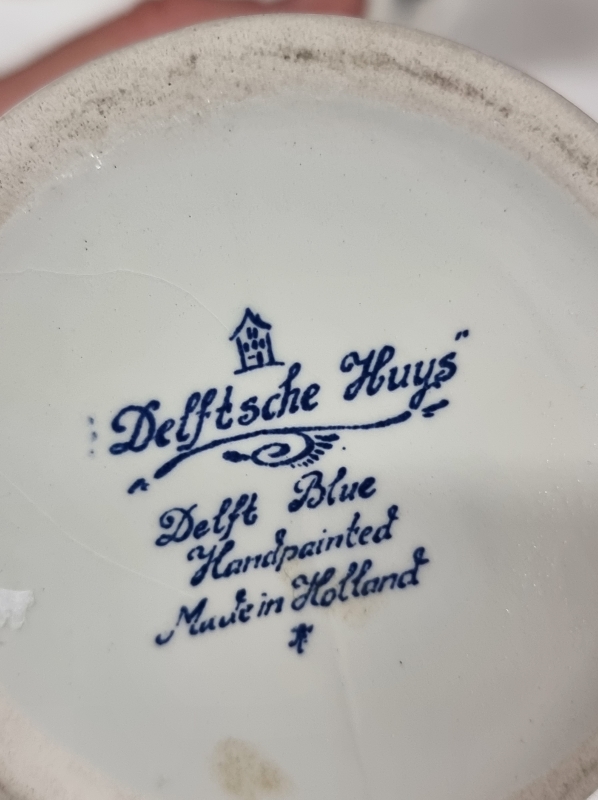 "Delftsche Huys"
Delft Blue
Handpainted
Made in Holland